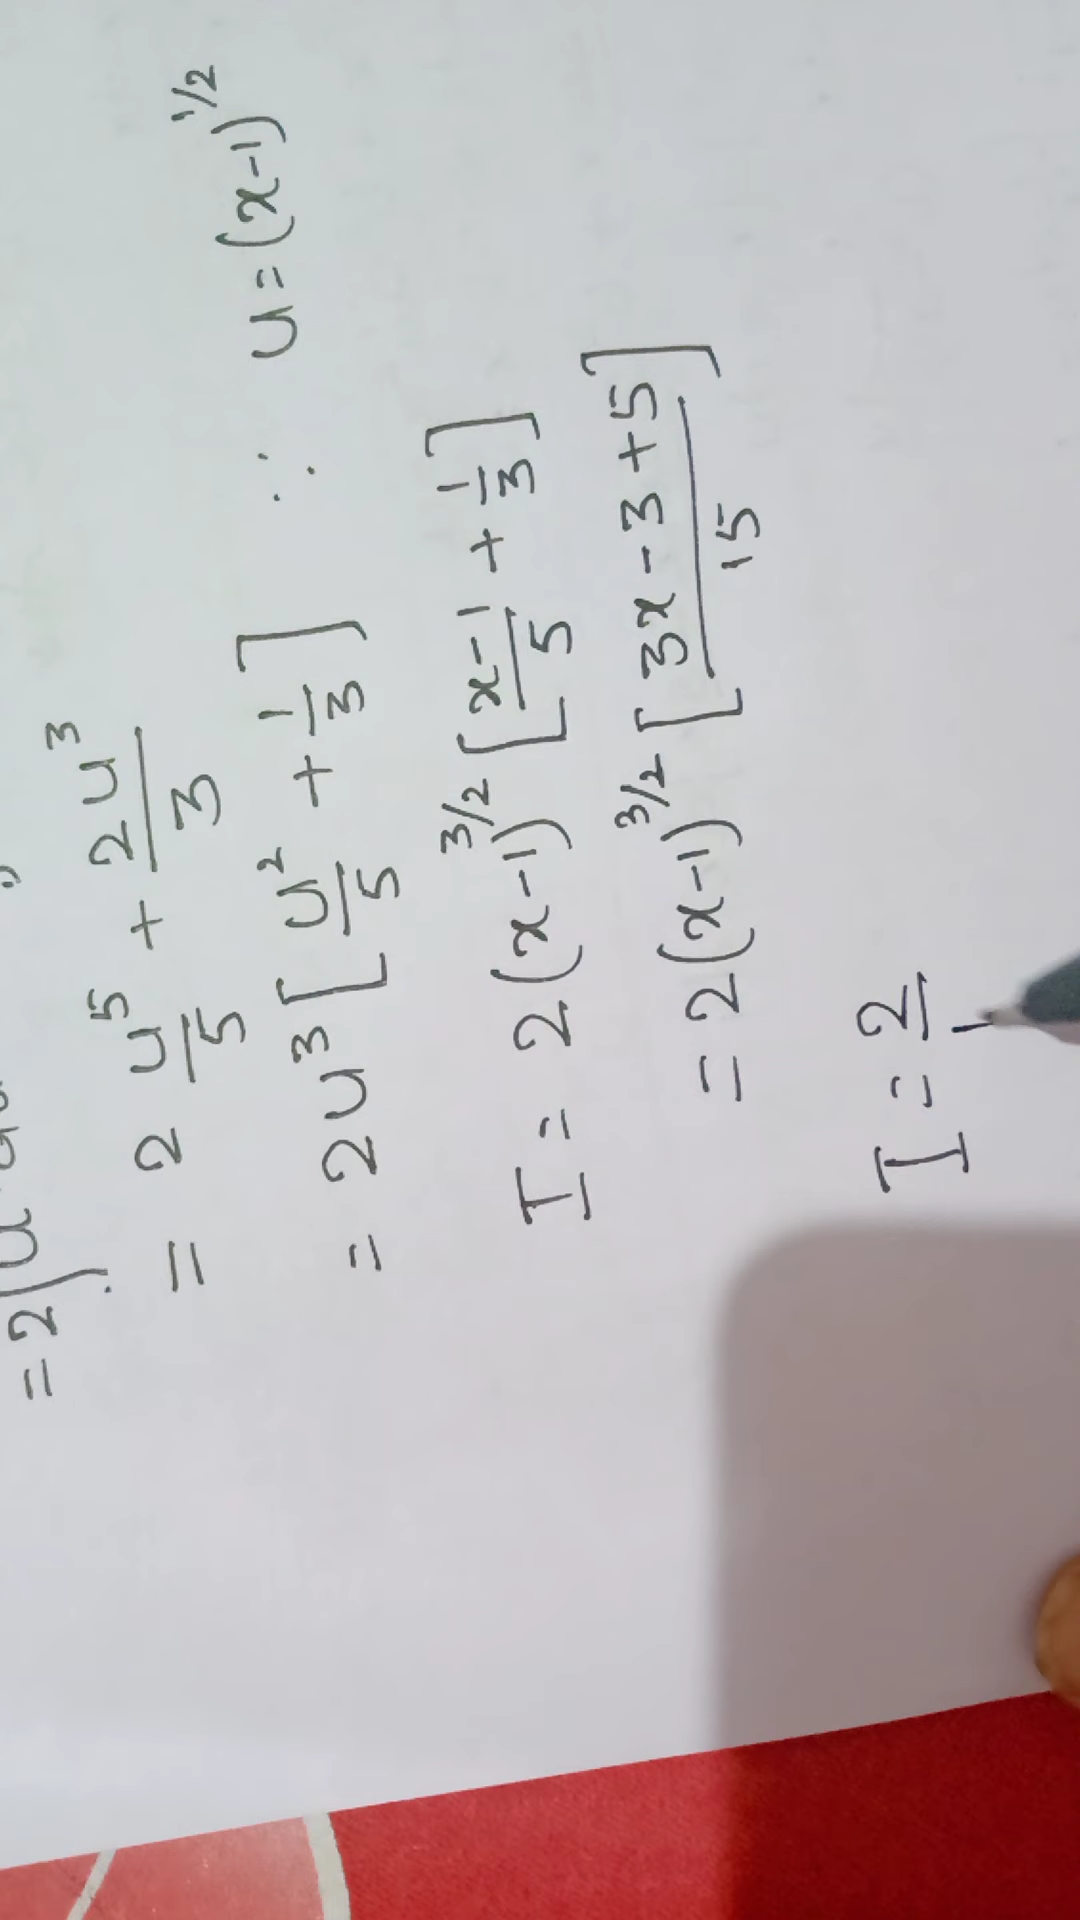 = 2∫u
= 2 u⁵/5 + 2u³/3
= 2u³ [u²/5 + 1/3] ∴ u = (x-1)^1/2
I = 2(x-1)^3/2 [x-1/5 + 1/3]
= 2(x-1)^3/2 [3x-3+5/15]
I = 2/1